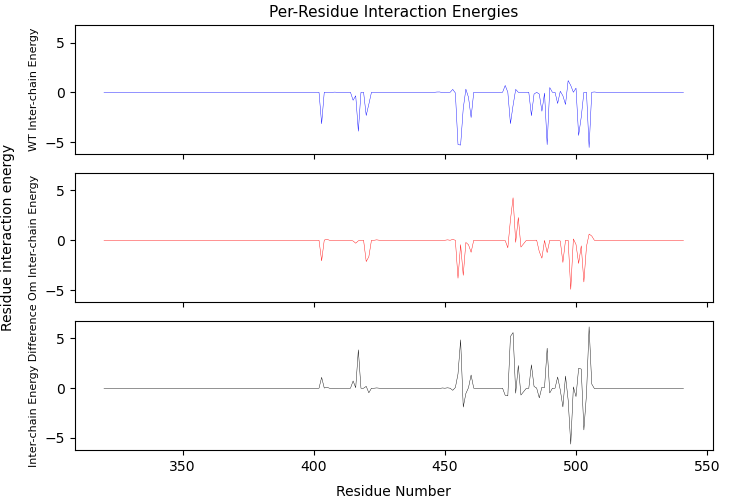 Per-Residue Interaction Energies
Residue interaction energy
WT Inter-chain Energy
5
0
−5
Om Inter-chain Energy
5
0
−5
Inter-chain Energy Difference
5
0
−5
350
400
450
500
550
Residue Number